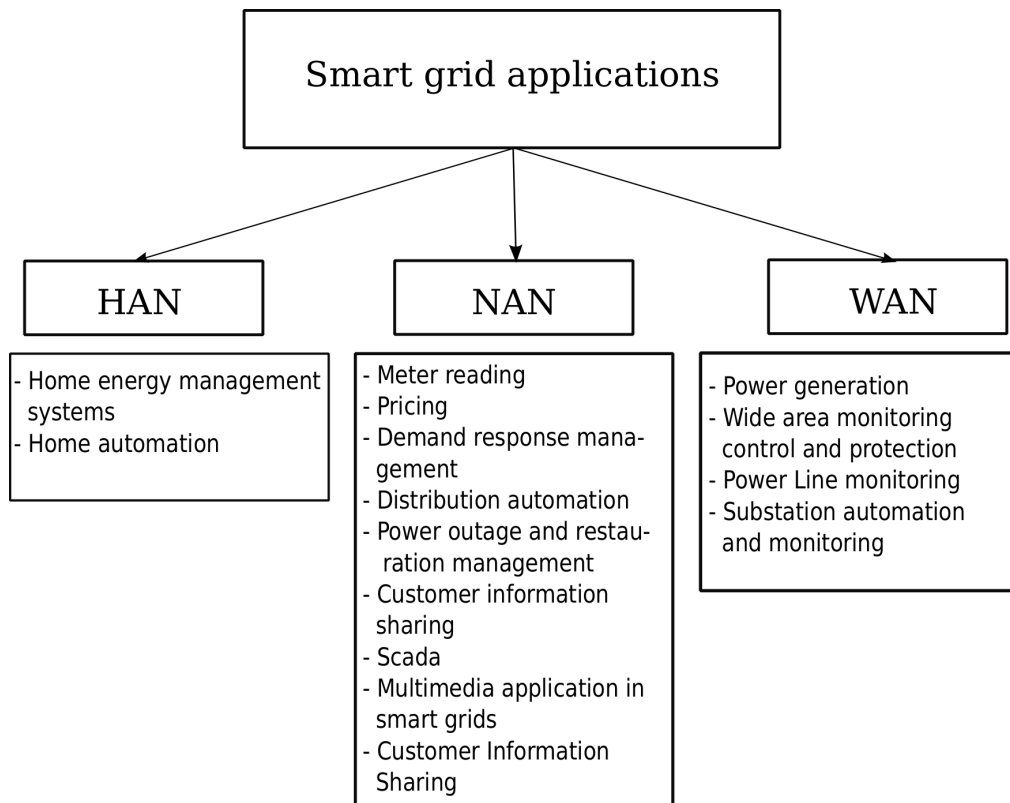 Smart grid applications
HAN
NAN
WAN
- Home energy management
systems
- Home automation
- Meter reading
- Pricing
- Demand response mana-
gement
- Distribution automation
- Power outage and restau-
ration management
- Customer information
sharing
- Scada
- Multimedia application in
smart grids
- Customer Information
Sharing
- Power generation
- Wide area monitoring
control and protection
- Power Line monitoring
- Substation automation
and monitoring